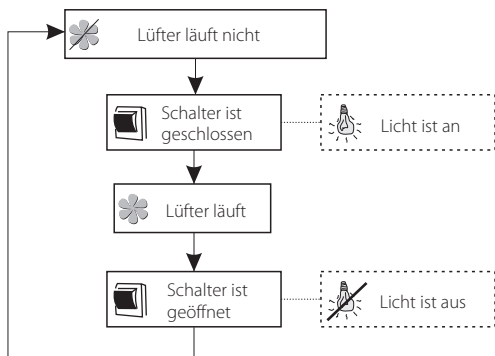 Lüfter läuft nicht
Schalter ist
geschlossen
Licht ist an
Lüfter läuft
Schalter ist
geöffnet
Licht ist aus